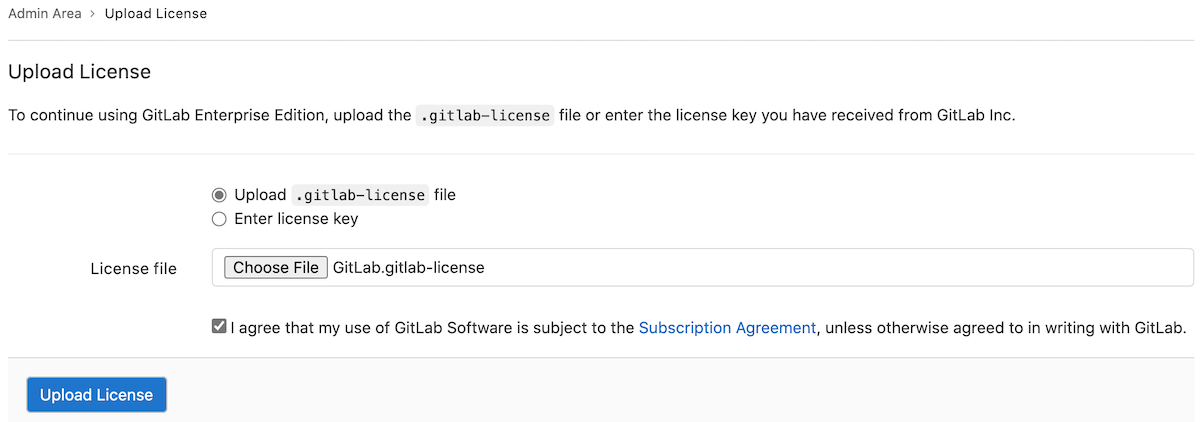 Admin Area > Upload License
Upload License
To continue using GitLab Enterprise Edition, upload the .gitlab-license file or enter the license key you have received from GitLab Inc.
Upload .gitlab-license file
Enter license key
License file Choose File GitLab.gitlab-license
I agree that my use of GitLab Software is subject to the Subscription Agreement, unless otherwise agreed to in writing with GitLab.
Upload License